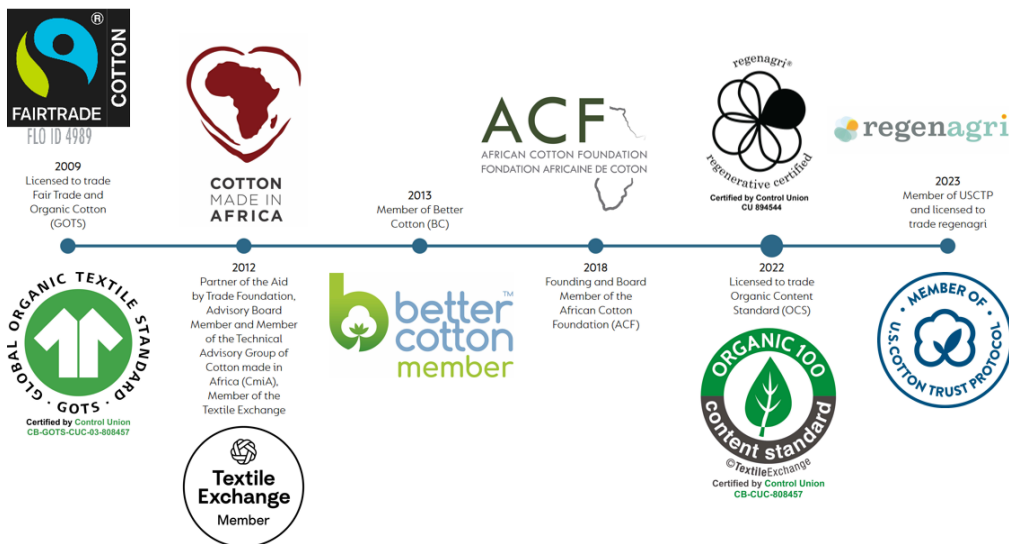 ®
FAIRTRADE
COTTON
FLO ID 4989
2009
Licensed to trade
Fair Trade and
Organic Cotton
(GOTS)
GLOBAL ORGANIC TEXTILE STANDARD · GOTS ·
Certified by Control Union
CB-GOTS-CUC-03-808457
COTTON
MADE IN
AFRICA
2012
Partner of the Aid
by Trade Foundation,
Advisory Board
Member and Member
of the Technical
Advisory Group of
Cotton made in
Africa (CmiA),
Member of the
Textile Exchange
Textile
Exchange
Member
2013
Member of Better
Cotton (BC)
b
better
cotton
TM
member
ACF
AFRICAN COTTON FOUNDATION
FONDATION AFRICAINE DE COTON
2018
Founding and Board
Member of the
African Cotton
Foundation (ACF)
regenagri®
regenerative certified
Certified by Control Union
CU 894544
2022
Licensed to trade
Organic Content
Standard (OCS)
ORGANIC 100
content standard
©TextileExchange
Certified by Control Union
CB-CUC-808457
regenagri
2023
Member of USCTP
and licensed to
trade regenagri
· MEMBER OF ·
U.S. COTTON TRUST PROTOCOL